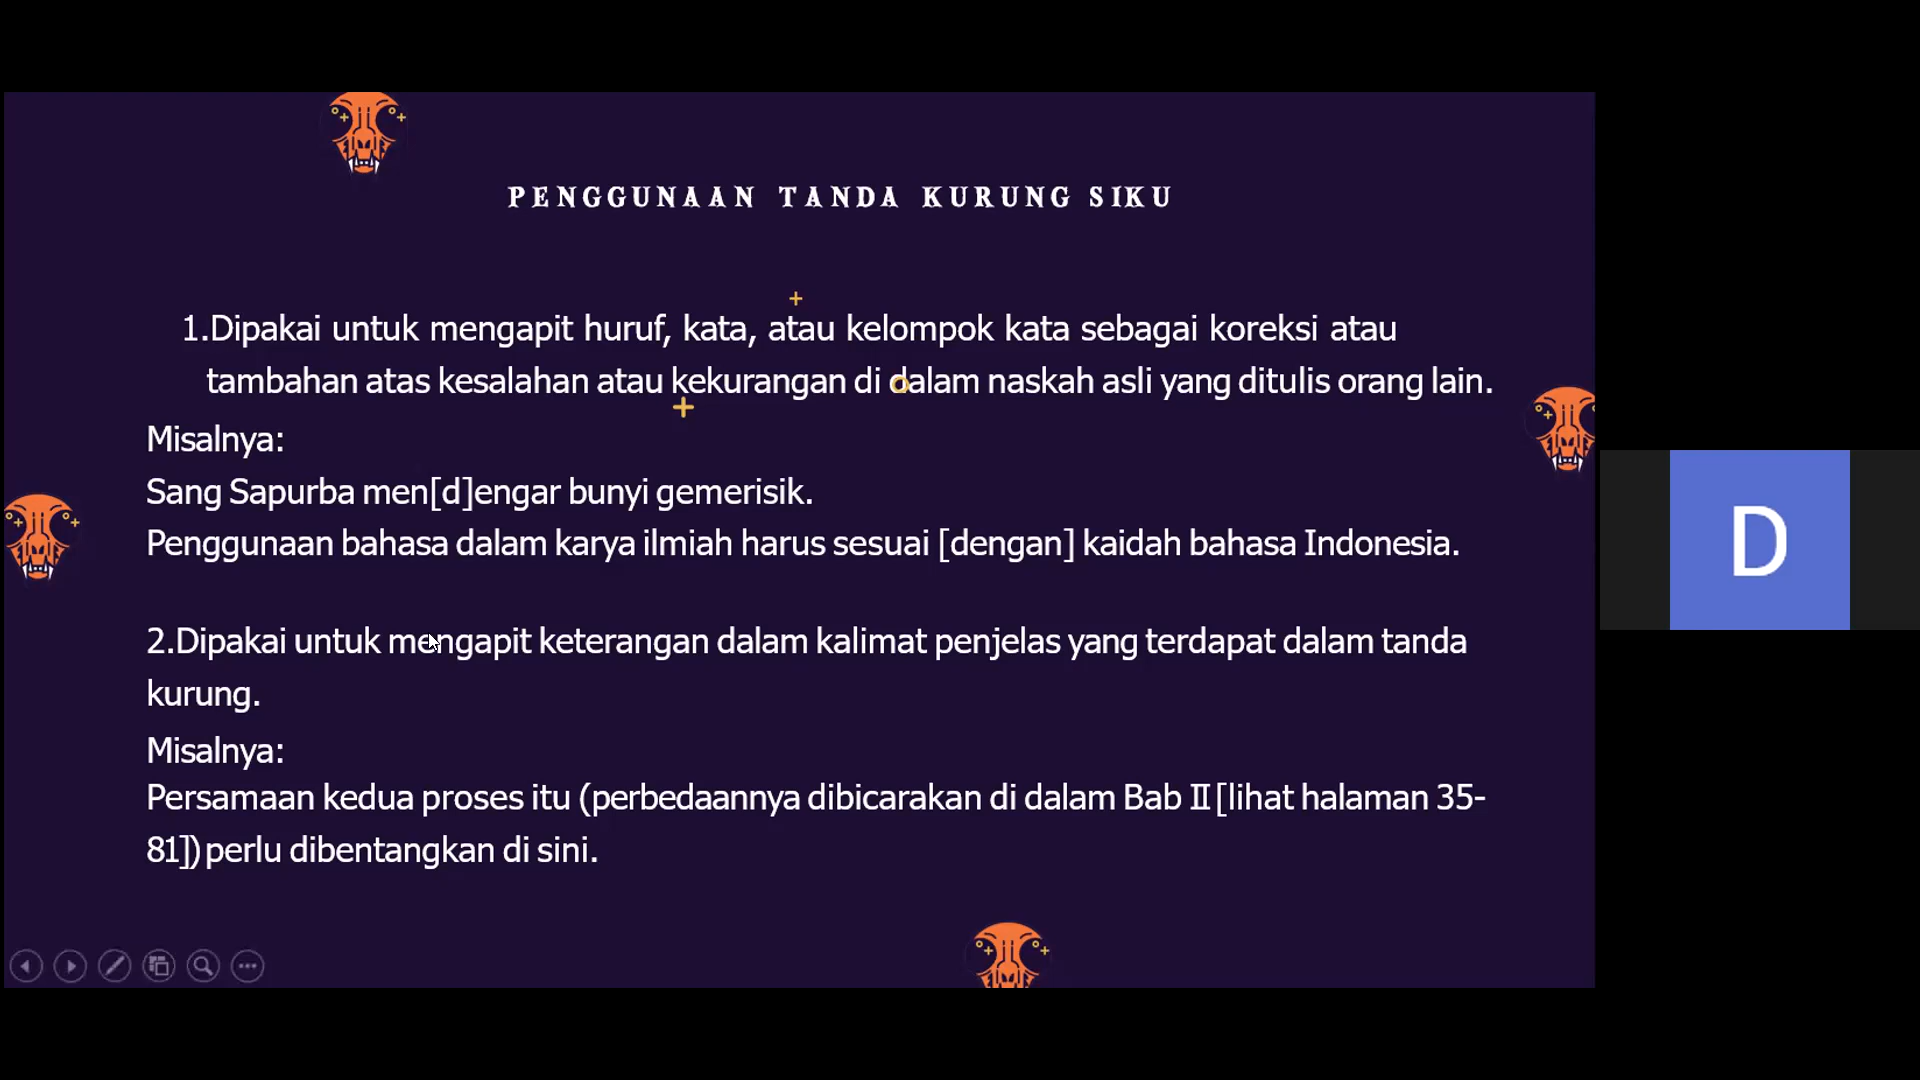 PENGGUNAAN TANDA KURUNG SIKU
1.Dipakai untuk mengapit huruf, kata, atau kelompok kata sebagai koreksi atau
tambahan atas kesalahan atau kekurangan di dalam naskah asli yang ditulis orang lain.
Misalnya:
Sang Sapurba men[d]engar bunyi gemerisik.
Penggunaan bahasa dalam karya ilmiah harus sesuai [dengan] kaidah bahasa Indonesia.
2.Dipakai untuk mengapit keterangan dalam kalimat penjelas yang terdapat dalam tanda
kurung.
Misalnya:
Persamaan kedua proses itu (perbedaannya dibicarakan di dalam Bab II [lihat halaman 35-
81]) perlu dibentangkan di sini.
D